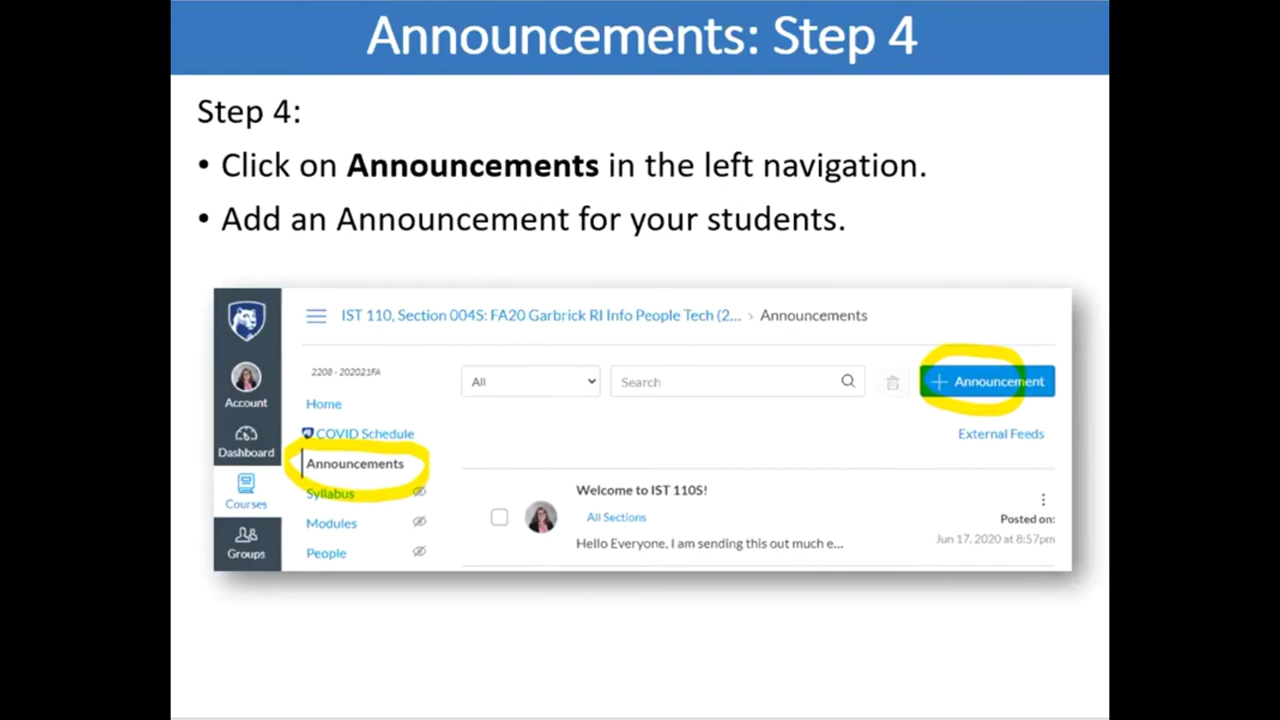 Announcements: Step 4
Step 4:
• Click on Announcements in the left navigation.
• Add an Announcement for your students.
IST 110, Section 004S: FA20 Garbrick RI Info People Tech (2... › Announcements
2208 - 202021FA
All
Search
+ Announcement
Account
Home
External Feeds
COVID Schedule
Dashboard
Announcements
Syllabus
Welcome to IST 110S!
Courses
All Sections
Posted on:
Modules
Hello Everyone, I am sending this out much e...
Jun 17, 2020 at 8:57pm
Groups
People